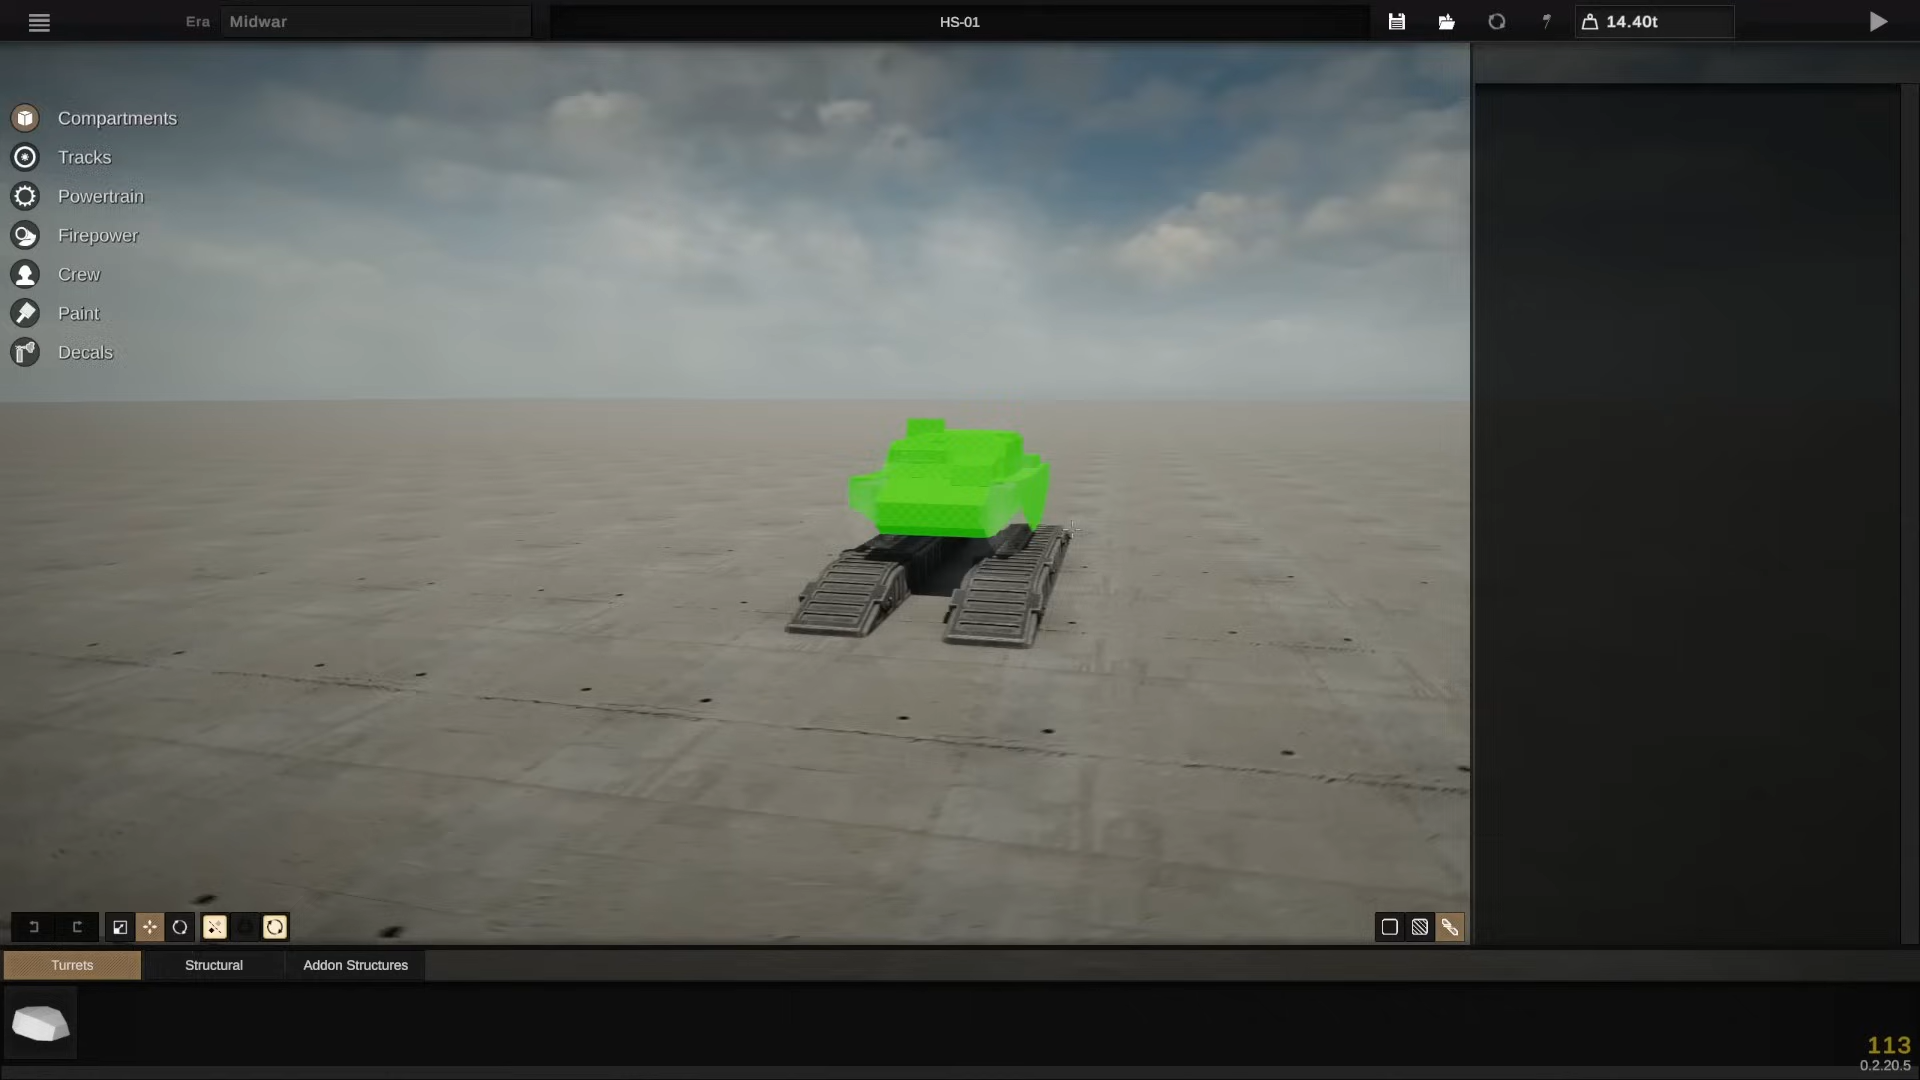 Era Midwar HS-01 14.40t
Compartments
Tracks
Powertrain
Firepower
Crew
Paint
Decals
Turrets Structural Addon Structures
113
0.2.20.5